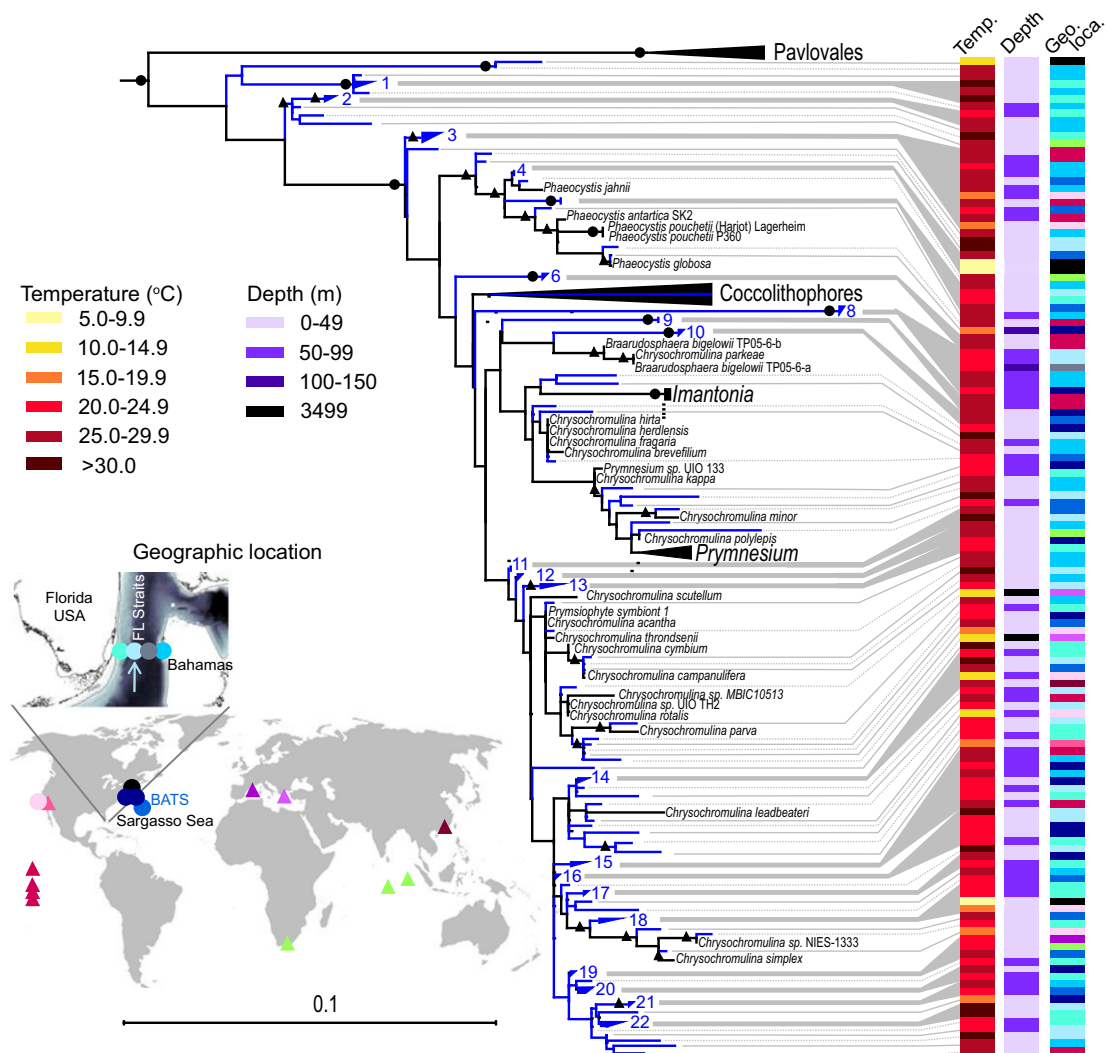 Temp.
Depth
Geo.
loca.
Pavlovales
1
2
3
4
Phaeocystis jahnii
Phaeocystis antartica SK2
Phaeocystis pouchetii (Hariot) Lagerheim
Phaeocystis pouchetii P360
Phaeocystis globosa
6
Coccolithophores
8
9
10
Braarudosphaera bigelowii TP05-6-b
Chrysochromulina parkeae
Braarudosphaera bigelowii TP05-6-a
Imantonia
Chrysochromulina hirta
Chrysochromulina herdlensis
Chrysochromulina fragaria
Chrysochromulina brevefilium
Prymnesium sp. UIO 133
Chrysochromulina kappa
Chrysochromulina minor
Chrysochromulina polylepis
Prymnesium
11
12
13
Chrysochromulina scutellum
Prymsiophyte symbiont 1
Chrysochromulina acantha
Chrysochromulina throndsenii
Chrysochromulina cymbium
Chrysochromulina campanulifera
Chrysochromulina sp. MBIC10513
Chrysochromulina sp. UIO TH2
Chrysochromulina rotalis
Chrysochromulina parva
14
Chrysochromulina leadbeateri
15
16
17
18
Chrysochromulina sp. NIES-1333
Chrysochromulina simplex
19
20
21
22
Temperature (oC)
5.0-9.9
10.0-14.9
15.0-19.9
20.0-24.9
25.0-29.9
>30.0
Depth (m)
0-49
50-99
100-150
3499
Geographic location
Florida
USA
FL Straits
Bahamas
BATS
Sargasso Sea
0.1